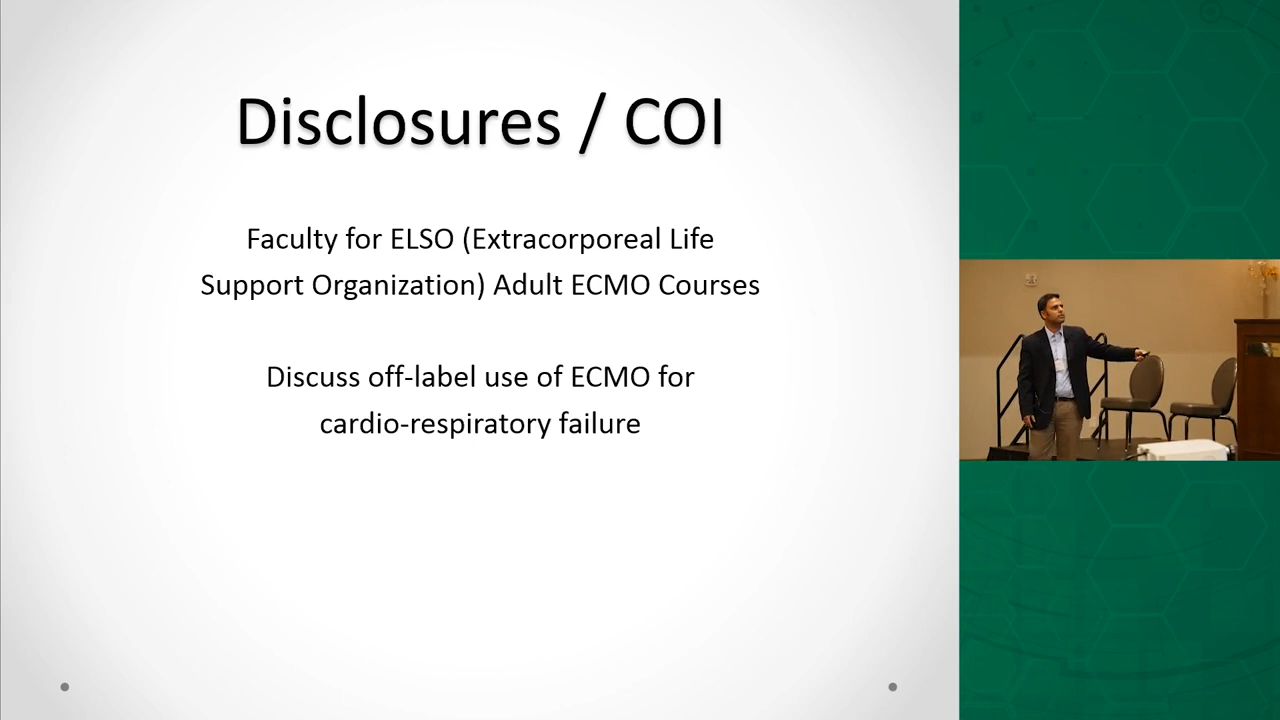 Disclosures / COI
Faculty for ELSO (Extracorporeal Life
Support Organization) Adult ECMO Courses
Discuss off-label use of ECMO for
cardio-respiratory failure